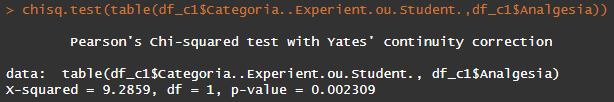 > chisq.test(table(df_c1$Categoria..Experient.ou.Student.,df_c1$Analgesia))
Pearson's Chi-squared test with Yates' continuity correction
data:  table(df_c1$Categoria..Experient.ou.Student., df_c1$Analgesia)
X-squared = 9.2859, df = 1, p-value = 0.002309